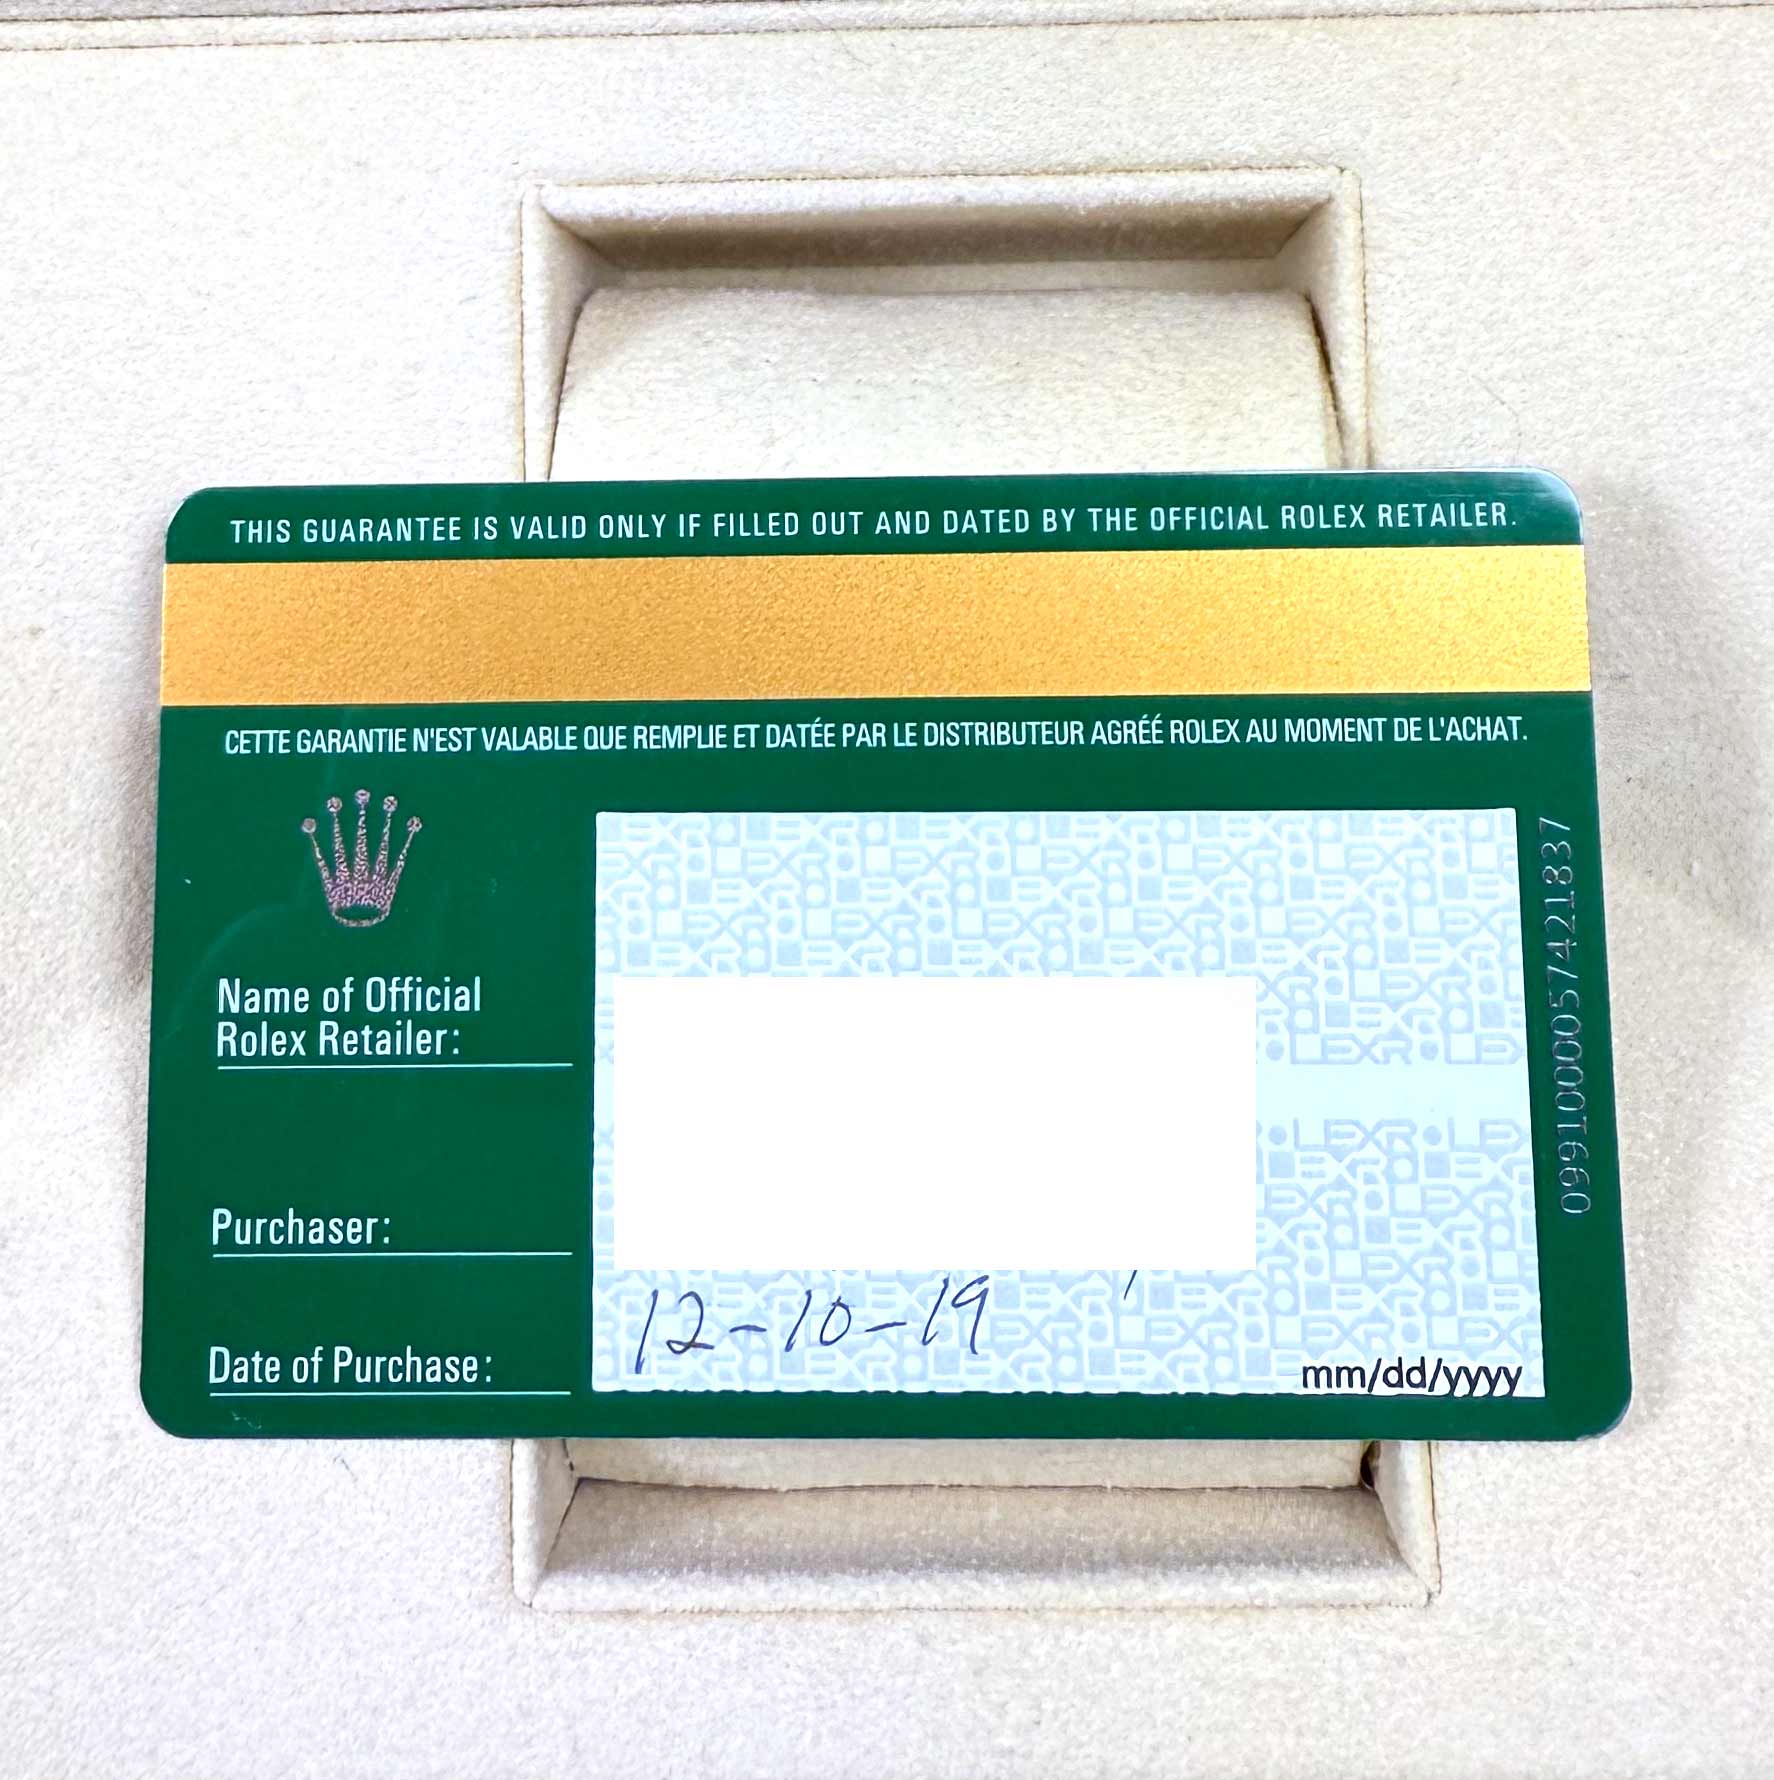 THIS GUARANTEE IS VALID ONLY IF FILLED OUT AND DATED BY THE OFFICIAL ROLEX RETAILER.
CETTE GARANTIE N'EST VALABLE QUE REMPLIE ET DATÉE PAR LE DISTRIBUTEUR AGRÉÉ ROLEX AU MOMENT DE L'ACHAT.
Name of Official
Rolex Retailer:
Purchaser:
Date of Purchase:
12-10-19
mm/dd/yyyy
0991000057421837